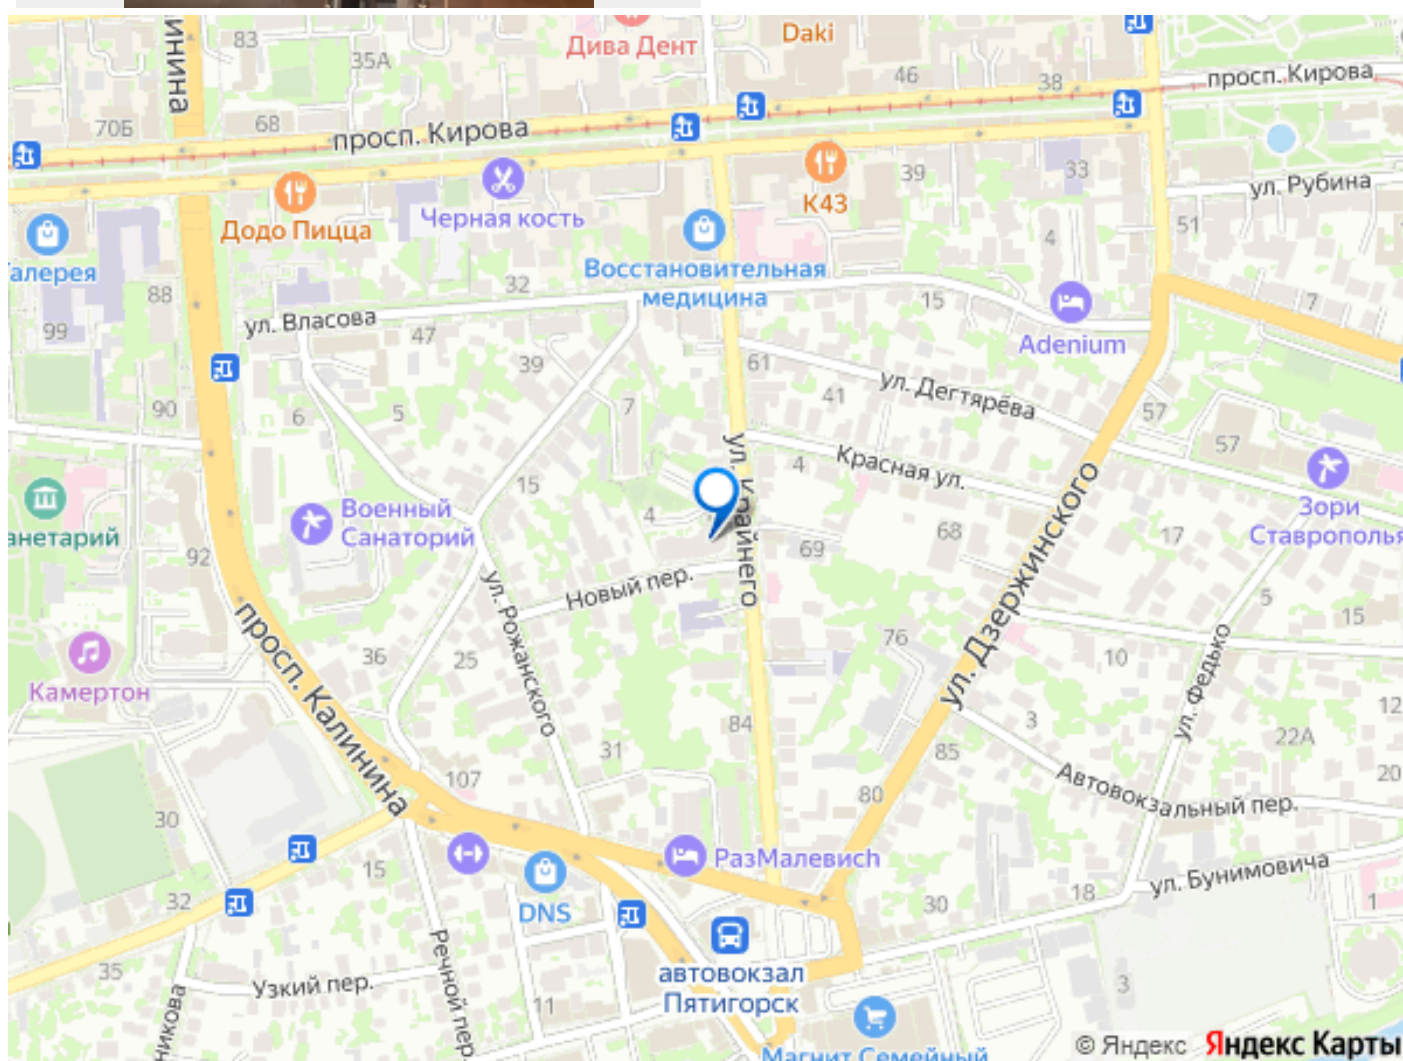 инина
83
35А
Дива Дент
Daki
46
38
просп. Кирова
70Б
68
просп. Кирова
39
33
ул. Рубина
К43
Черная кость
Додо Пицца
51
4
алерея
Восстановительная
медицина
32
15
7
88
ул. Власова
99
47
Adenium
39
61
ул. Дегтярёва
41
90
6
5
7
57
57
ул. Крайнего
4
Красная ул.
15
Военный
Санаторий
4
Зори
Ставрополья
анетарий
92
69
68
17
ул. Дзержинского
Новый пер.
ул. Рожанского
5
15
просп. Калинина
76
36
25
10
ул. Федько
Камертон
84
3
12
31
85
22А
107
Автовокзальный пер.
20
80
30
15
РазМалевич
ул. Бунимовича
32
DNS
30
18
1
автовокзал
Пятигорск
Речной пер.
35
Узкий пер.
11
3
никова
Магнит Семейный
© Яндекс Яндекс Карты